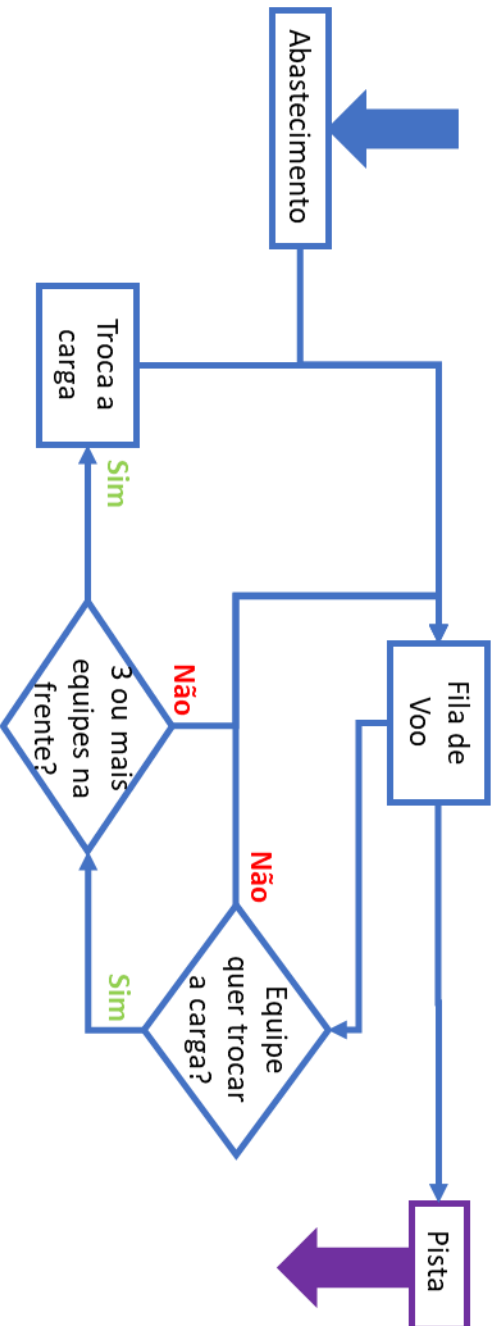 Abastecimento
Fila de
Voo
Pista
Troca a
carga
Sim
3 ou mais
equipes na
frente?
Não
Não
Sim
Equipe
quer trocar
a carga?